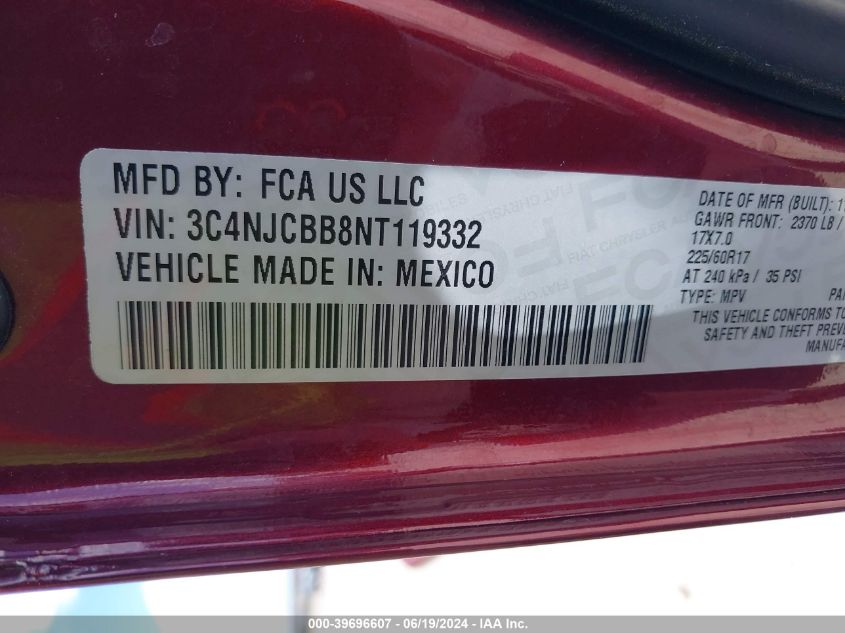 MFD BY: FCA US LLC
VIN: 3C4NJCBB8NT119332
VEHICLE MADE IN: MEXICO
DATE OF MFR (BUILT):
GAWR FRONT: 2370 LB /
17X7.0
225/60R17
AT 240 kPa / 35 PSI
TYPE: MPV
THIS VEHICLE CONFORMS TO
SAFETY AND THEFT
000-39696607 - 06/19/2024 - IAA Inc.